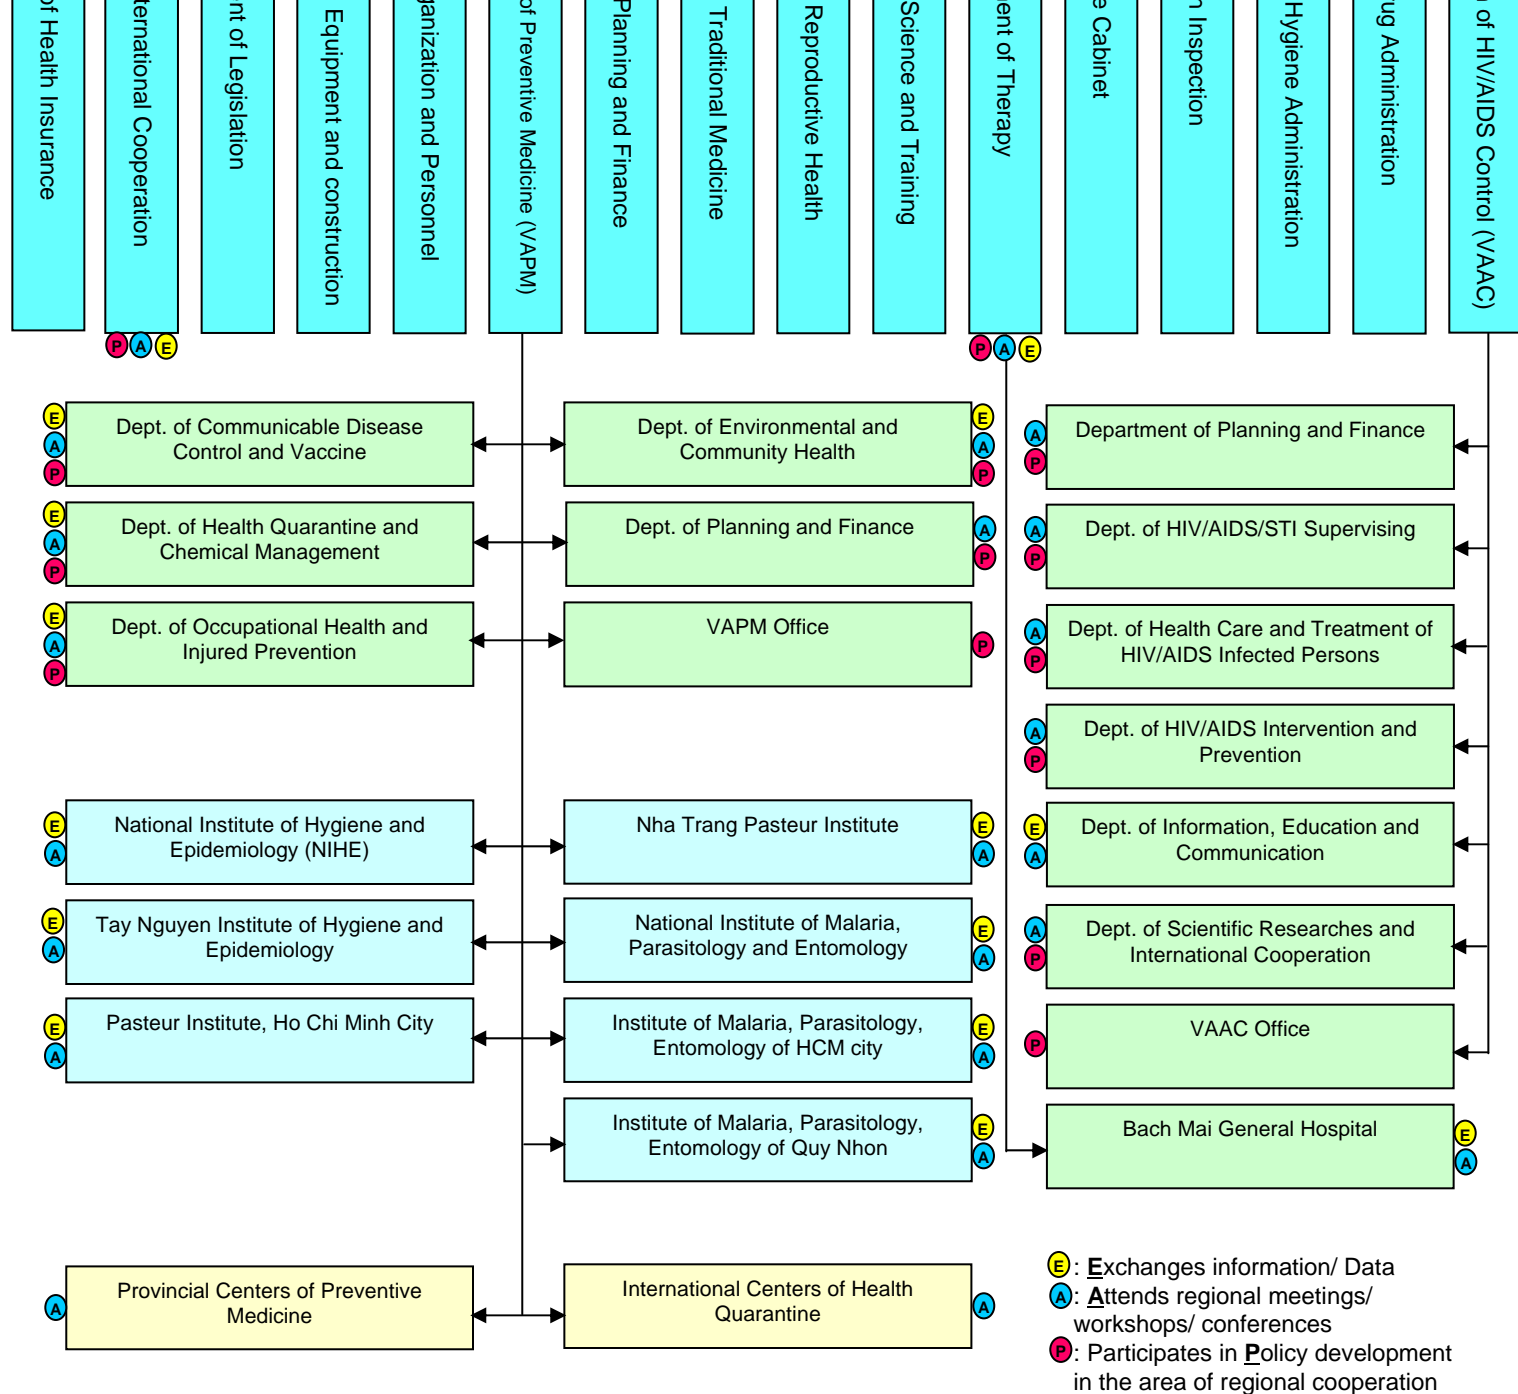 of Health Insurance
ternational Cooperation
nt of Legislation
Equipment and construction
ganization and Personnel
of Preventive Medicine (VAPM)
Planning and Finance
Traditional Medicine
Reproductive Health
Science and Training
ment of Therapy
e Cabinet
n Inspection
Hygiene Administration
rug Administration
of HIV/AIDS Control (VAAC)
P A E
P A E
E
A
P
Dept. of Communicable Disease
Control and Vaccine
Dept. of Environmental and
Community Health
E
A
P
A
P
Department of Planning and Finance
E
A
P
Dept. of Health Quarantine and
Chemical Management
Dept. of Planning and Finance
A
P
A
P
Dept. of HIV/AIDS/STI Supervising
E
A
P
Dept. of Occupational Health and
Injured Prevention
VAPM Office
P
A
P
Dept. of Health Care and Treatment of
HIV/AIDS Infected Persons
A
P
Dept. of HIV/AIDS Intervention and
Prevention
E
A
National Institute of Hygiene and
Epidemiology (NIHE)
Nha Trang Pasteur Institute
E
A
E
A
Dept. of Information, Education and
Communication
E
A
Tay Nguyen Institute of Hygiene and
Epidemiology
National Institute of Malaria,
Parasitology and Entomology
E
A
A
P
Dept. of Scientific Researches and
International Cooperation
E
A
Pasteur Institute, Ho Chi Minh City
Institute of Malaria, Parasitology,
Entomology of HCM city
E
A
P
VAAC Office
Institute of Malaria, Parasitology,
Entomology of Quy Nhon
E
A
Bach Mai General Hospital
E
A
A
Provincial Centers of Preventive
Medicine
International Centers of Health
Quarantine
A
E: Exchanges information/ Data
A: Attends regional meetings/
workshops/ conferences
P: Participates in Policy development
in the area of regional cooperation